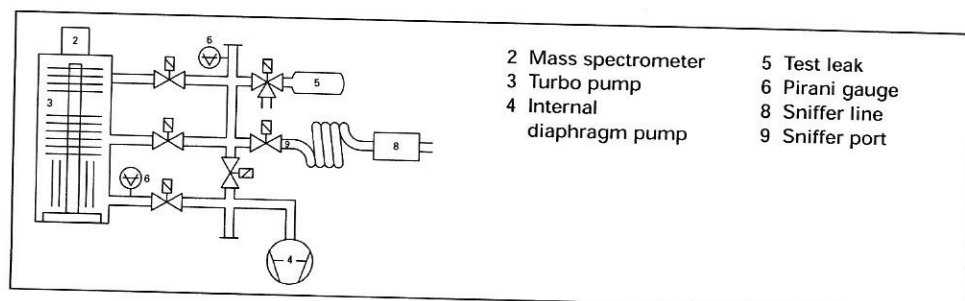 2
6
3
5
9
8
6
4
2 Mass spectrometer
3 Turbo pump
4 Internal
diaphragm pump
5 Test leak
6 Pirani gauge
8 Sniffer line
9 Sniffer port